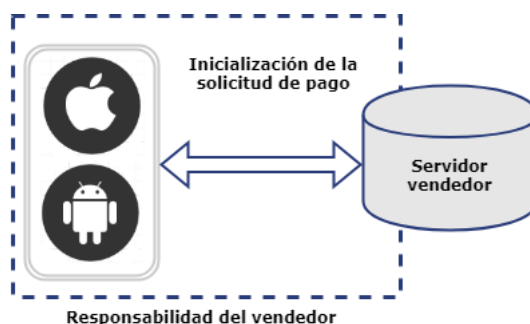 Inicialización de la
solicitud de pago
Servidor
vendedor
Responsabilidad del vendedor